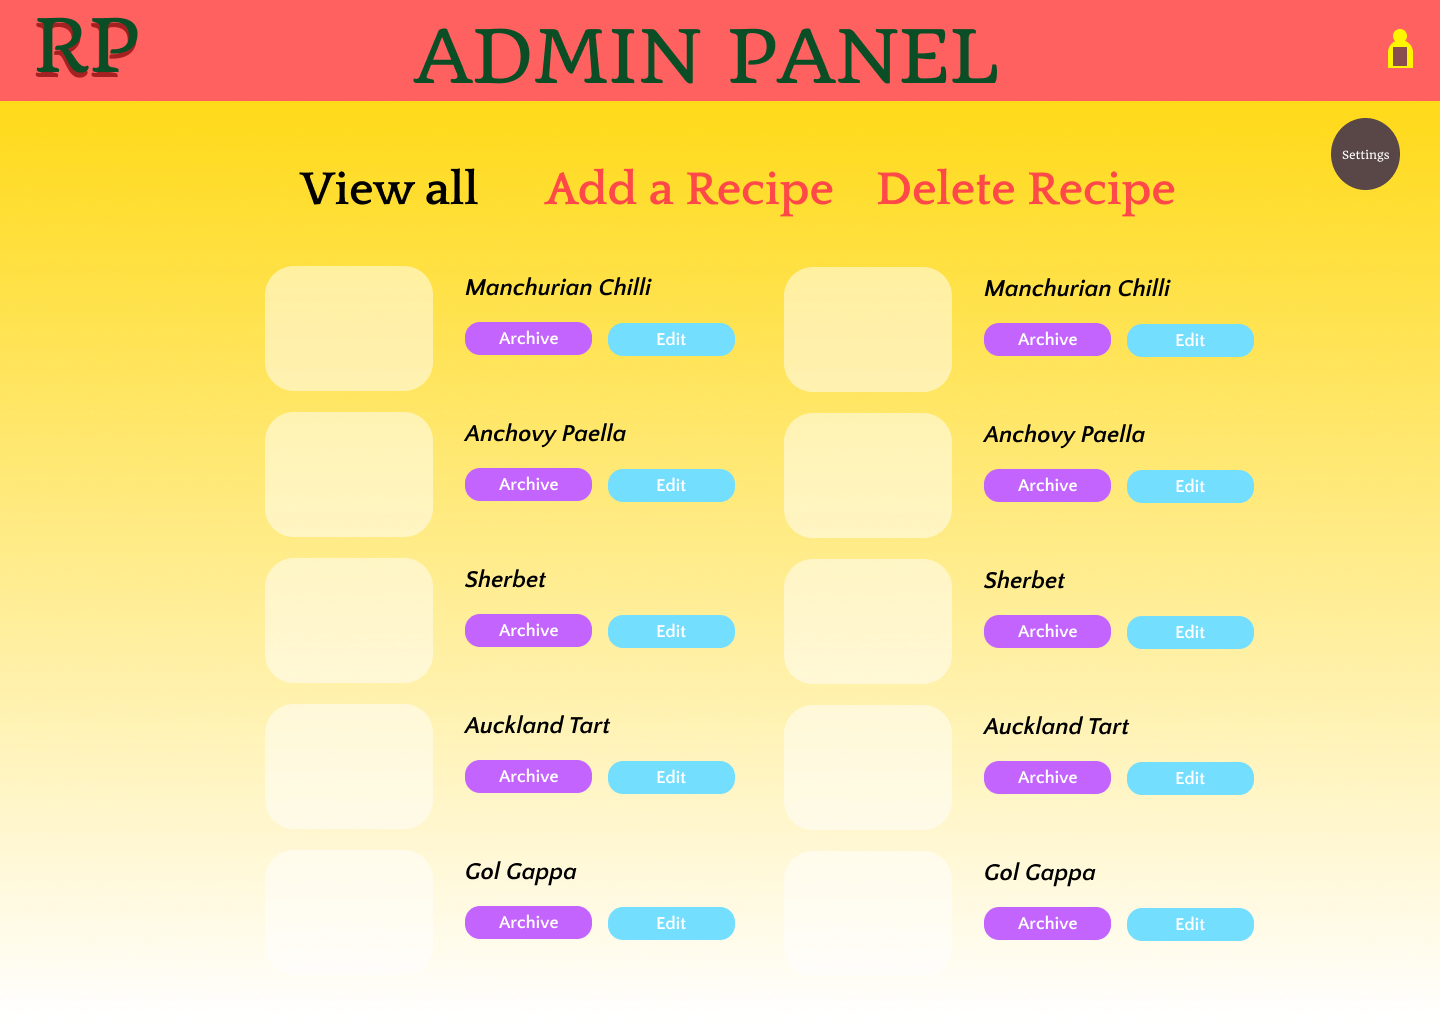 RP
ADMIN PANEL
Settings
View all Add a Recipe Delete Recipe
Manchurian Chilli
Archive Edit
Manchurian Chilli
Archive Edit
Anchovy Paella
Archive Edit
Anchovy Paella
Archive Edit
Sherbet
Archive Edit
Sherbet
Archive Edit
Auckland Tart
Archive Edit
Auckland Tart
Archive Edit
Gol Gappa
Archive Edit
Gol Gappa
Archive Edit